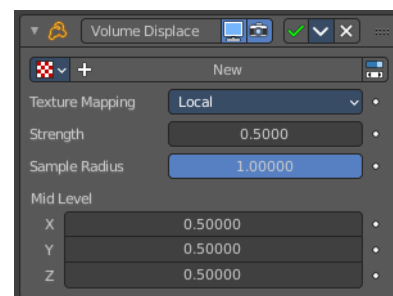 Volume Displace
New
Texture Mapping Local
Strength 0.5000
Sample Radius 1.00000
Mid Level
X 0.50000
Y 0.50000
Z 0.50000